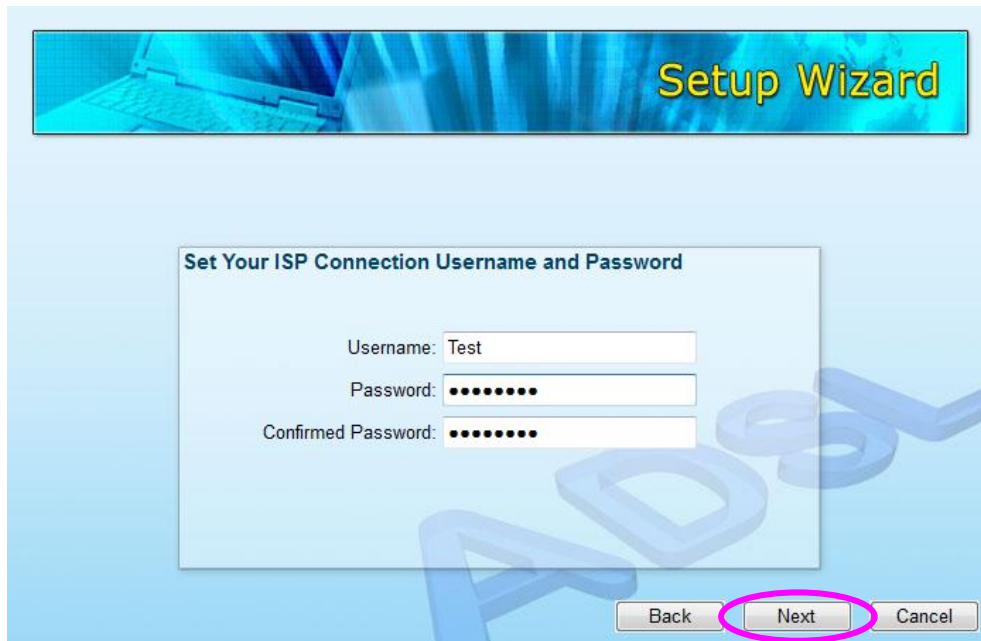 Setup Wizard
Set Your ISP Connection Username and Password
Username: Test
Password: ●●●●●●●●
Confirmed Password: ●●●●●●●●
ADSL
Back Next Cancel